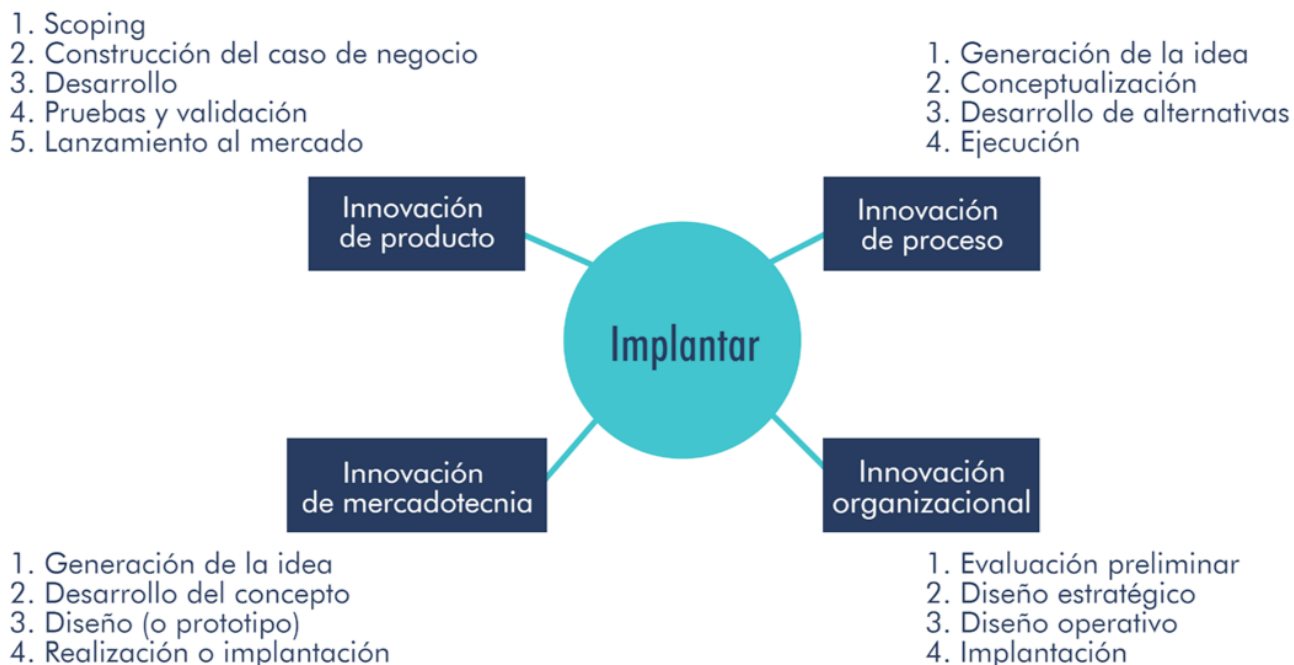 1. Scoping
2. Construcción del caso de negocio
3. Desarrollo
4. Pruebas y validación
5. Lanzamiento al mercado
Innovación
de producto
1. Generación de la idea
2. Conceptualización
3. Desarrollo de alternativas
4. Ejecución
Innovación
de proceso
Implantar
Innovación
de mercadotecnia
1. Generación de la idea
2. Desarrollo del concepto
3. Diseño (o prototipo)
4. Realización o implantación
Innovación
organizacional
1. Evaluación preliminar
2. Diseño estratégico
3. Diseño operativo
4. Implantación